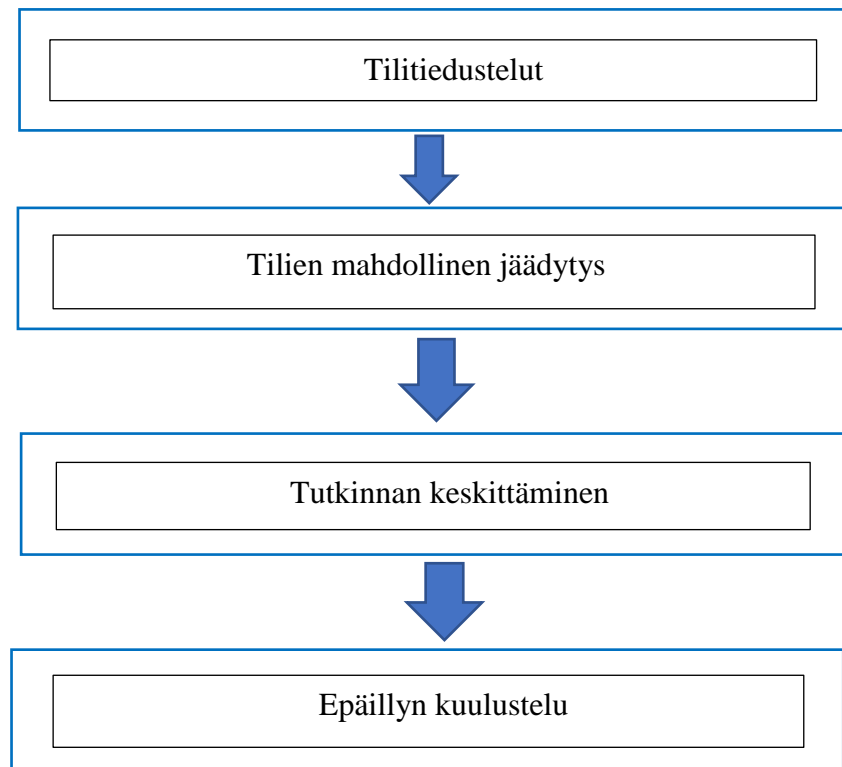 Tilitiedustelut
Tilien mahdollinen jäädytys
Tutkinnan keskittäminen
Epäillyn kuulustelu